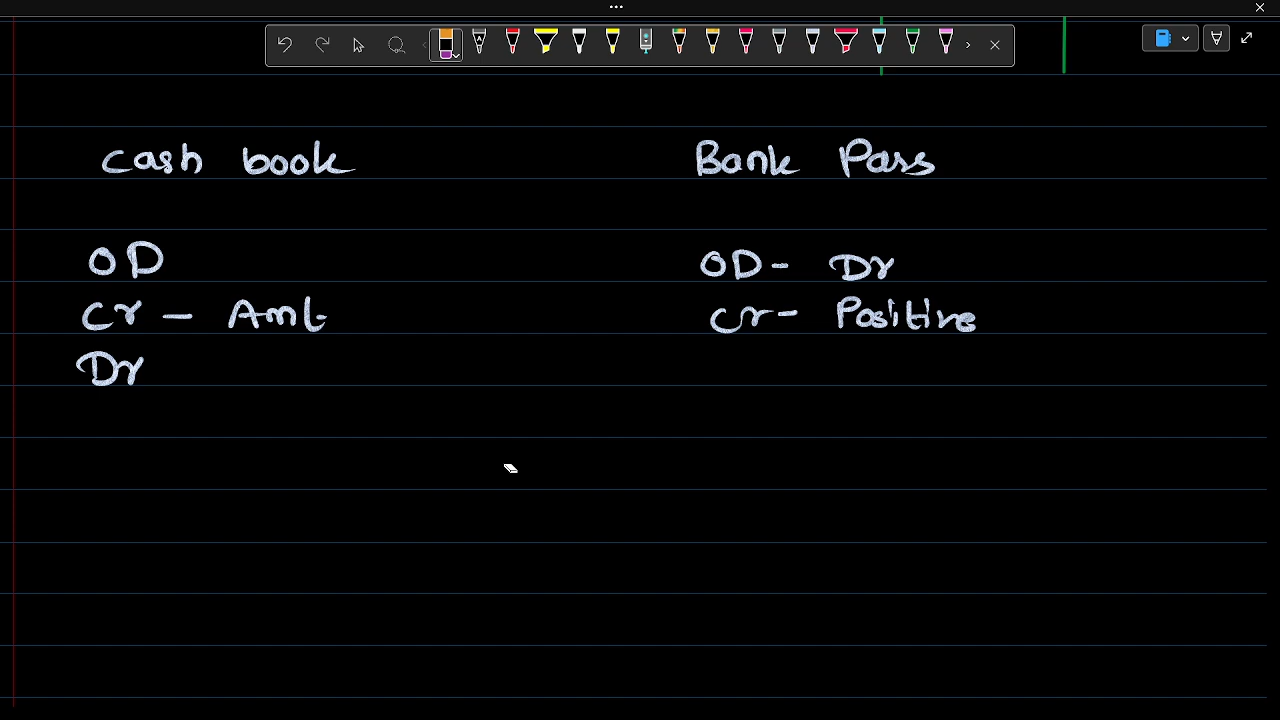 cash book
Bank Pass
OD
Cr - Amt
Dr
OD - Dr
Cr - Positive